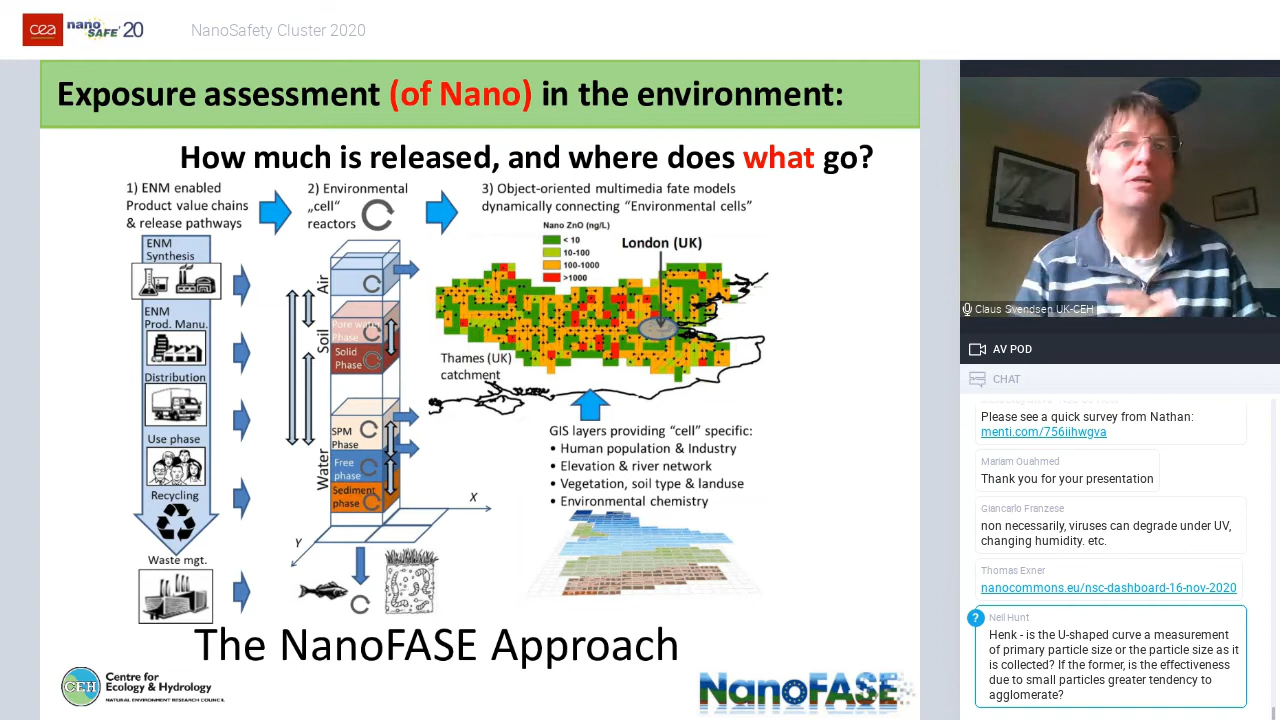 cea
nano SAFE'20
NanoSafety Cluster 2020
Exposure assessment (of Nano) in the environment:
How much is released, and where does what go?
1) ENM enabled
Product value chains
& release pathways
2) Environmental
„cell“
reactors
3) Object-oriented multimedia fate models
dynamically connecting “Environmental cells”
ENM
Synthesis
ENM
Prod. Manu.
Distribution
Use phase
Recycling
Waste mgt.
Air
Soil
Water
Pore water
Phase
Solid
Phase
SPM
Phase
Free
phase
Sediment
phase
X
Y
Nano ZnO (ng/L)
< 10
10-100
100-1000
>1000
London (UK)
Thames (UK)
catchment
GIS layers providing “cell” specific:
• Human population & Industry
• Elevation & river network
• Vegetation, soil type & landuse
• Environmental chemistry
The NanoFASE Approach
CEH
Centre for
Ecology & Hydrology
NATURAL ENVIRONMENT RESEARCH COUNCIL
NanoFASE
Claus Svendsen UK-CEH
AV POD
CHAT
Please see a quick survey from Nathan:
menti.com/756iihwgva
Mariam Ouahmed
Thank you for your presentation
Giancarlo Franzese
non necessarily, viruses can degrade under UV,
changing humidity. etc.
Thomas Exner
nanocommons.eu/nsc-dashboard-16-nov-2020
?
Neil Hunt
Henk - is the U-shaped curve a measurement
of primary particle size or the particle size as it
is collected? If the former, is the effectiveness
due to small particles greater tendency to
agglomerate?